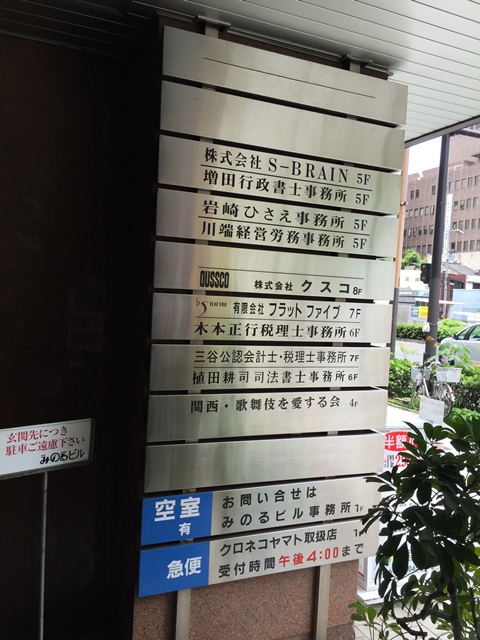 株式会社 S-BRAIN 5F
増田行政書士事務所 5F
岩崎ひさえ事務所 5F
川端経営労務事務所 5F
QUSSCO 株式会社 クスコ 8F
♭5 FLAT FIVE 有限会社 フラット ファイブ 7F
木本正行税理士事務所 6F
三谷公認会計士・税理士事務所 7F
植田耕司司法書士事務所 6F
関西・歌舞伎を愛する会 4F
空室有
お問い合せは
みのるビル事務所 1F
急便
クロネコヤマト取扱店 1F
受付時間 午後4:00まで
玄関先につき
駐車ご遠慮下さい
みのるビル
半額